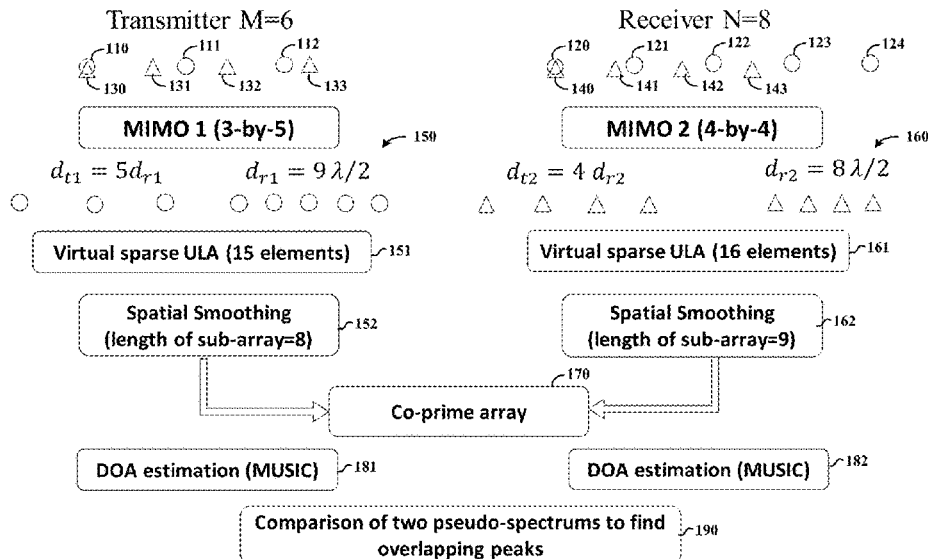 Transmitter M=6
Receiver N=8
110 111 112
130 131 132 133
120 121 122 123 124
140 141 142 143
MIMO 1 (3-by-5)
150
MIMO 2 (4-by-4)
160
d_{t1} = 5d_{r1}
d_{r1} = 9 λ/2
d_{t2} = 4 d_{r2}
d_{r2} = 8 λ/2
Virtual sparse ULA (15 elements)
151
Virtual sparse ULA (16 elements)
161
Spatial Smoothing
(length of sub-array=8)
152
Spatial Smoothing
(length of sub-array=9)
162
170
Co-prime array
DOA estimation (MUSIC)
181
DOA estimation (MUSIC)
182
Comparison of two pseudo-spectrums to find
overlapping peaks
190